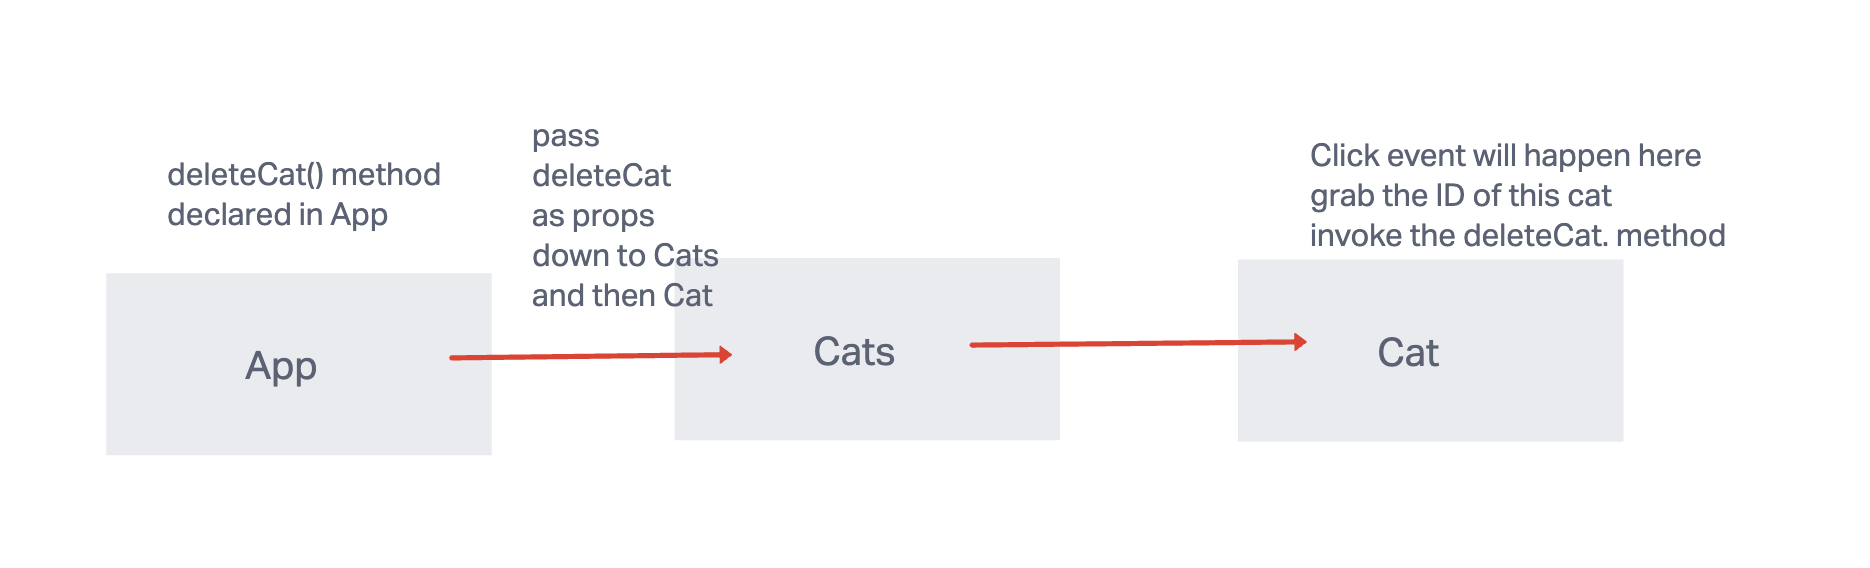 deleteCat() method
declared in App
pass
deleteCat
as props
down to Cats
and then Cat
Click event will happen here
grab the ID of this cat
invoke the deleteCat. method
App
Cats
Cat